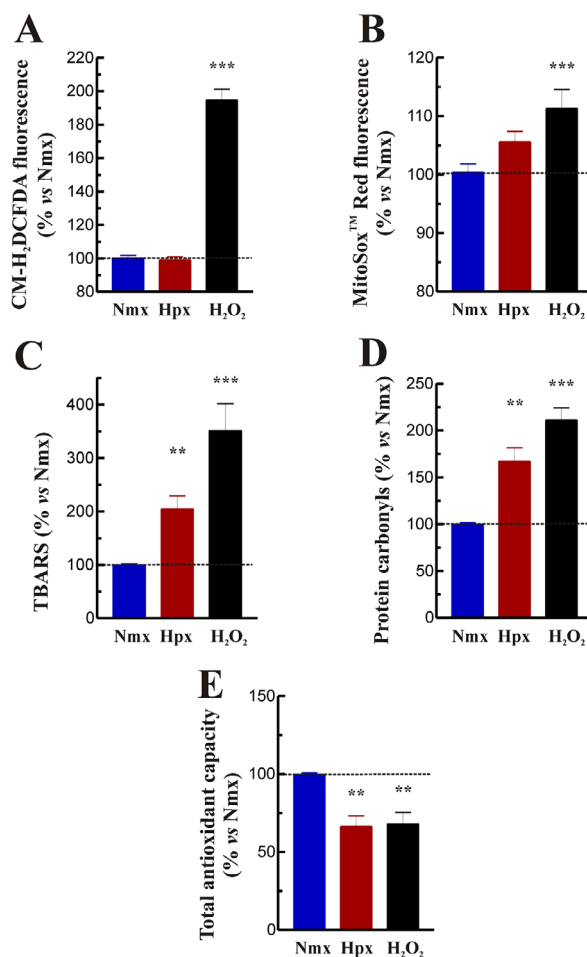 A
CM-H₂DCFDA fluorescence
(% vs Nmx)
200
180
160
140
120
100
80
***
Nmx Hpx H₂O₂
B
MitoSox™ Red fluorescence
(% vs Nmx)
120
110
100
90
80
***
Nmx Hpx H₂O₂
C
TBARS (% vs Nmx)
400
300
200
100
0
** ***
Nmx Hpx H₂O₂
D
Protein carbonyls (% vs Nmx)
250
200
150
100
50
0
** ***
Nmx Hpx H₂O₂
E
Total antioxidant capacity
(% vs Nmx)
150
100
50
0
** **
Nmx Hpx H₂O₂